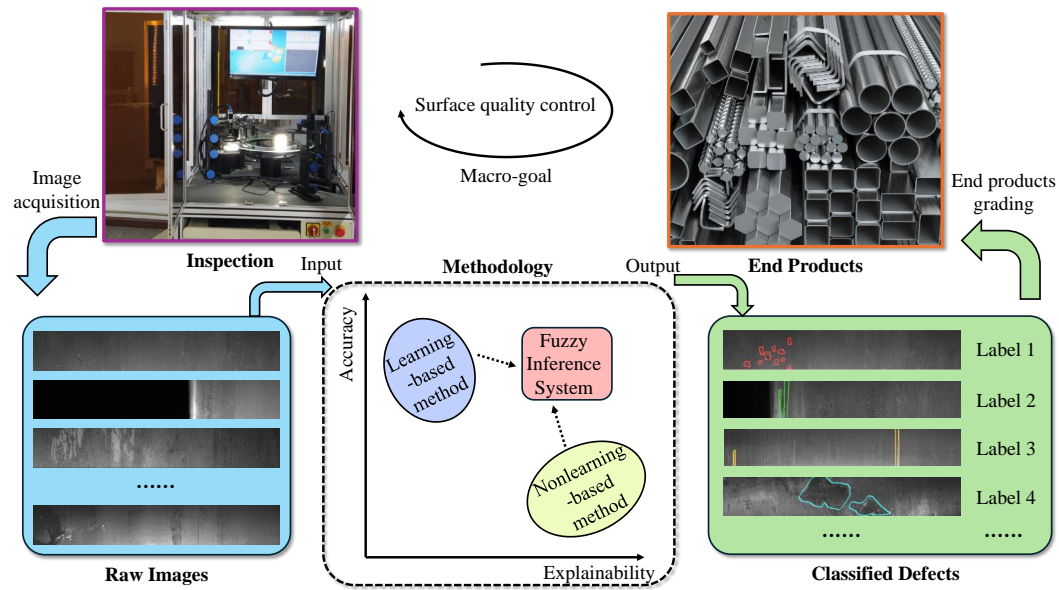 Surface quality control
Macro-goal
Image
acquisition
End products
grading
Inspection
Input
Methodology
Output
End Products
Accuracy
Learning
-based
method
Fuzzy
Inference
System
Nonlearning
-based
method
Explainability
......
Raw Images
Label 1
Label 2
Label 3
Label 4
...... ......
Classified Defects